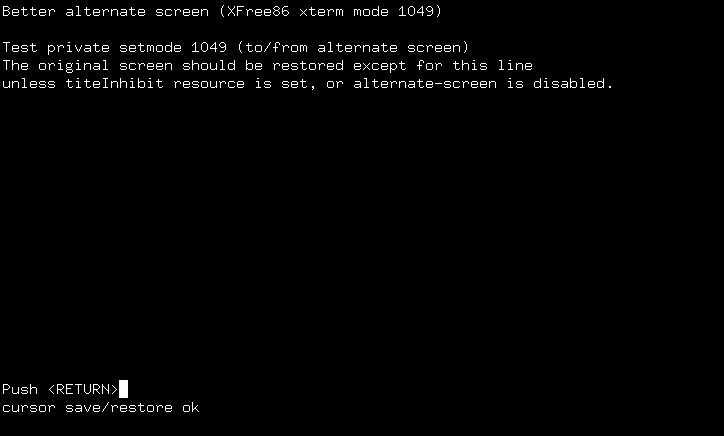 Better alternate screen (XFree86 xterm mode 1049)
Test private setmode 1049 (to/from alternate screen)
The original screen should be restored except for this line
unless titeInhibit resource is set, or alternate-screen is disabled.
Push <RETURN>
cursor save/restore ok